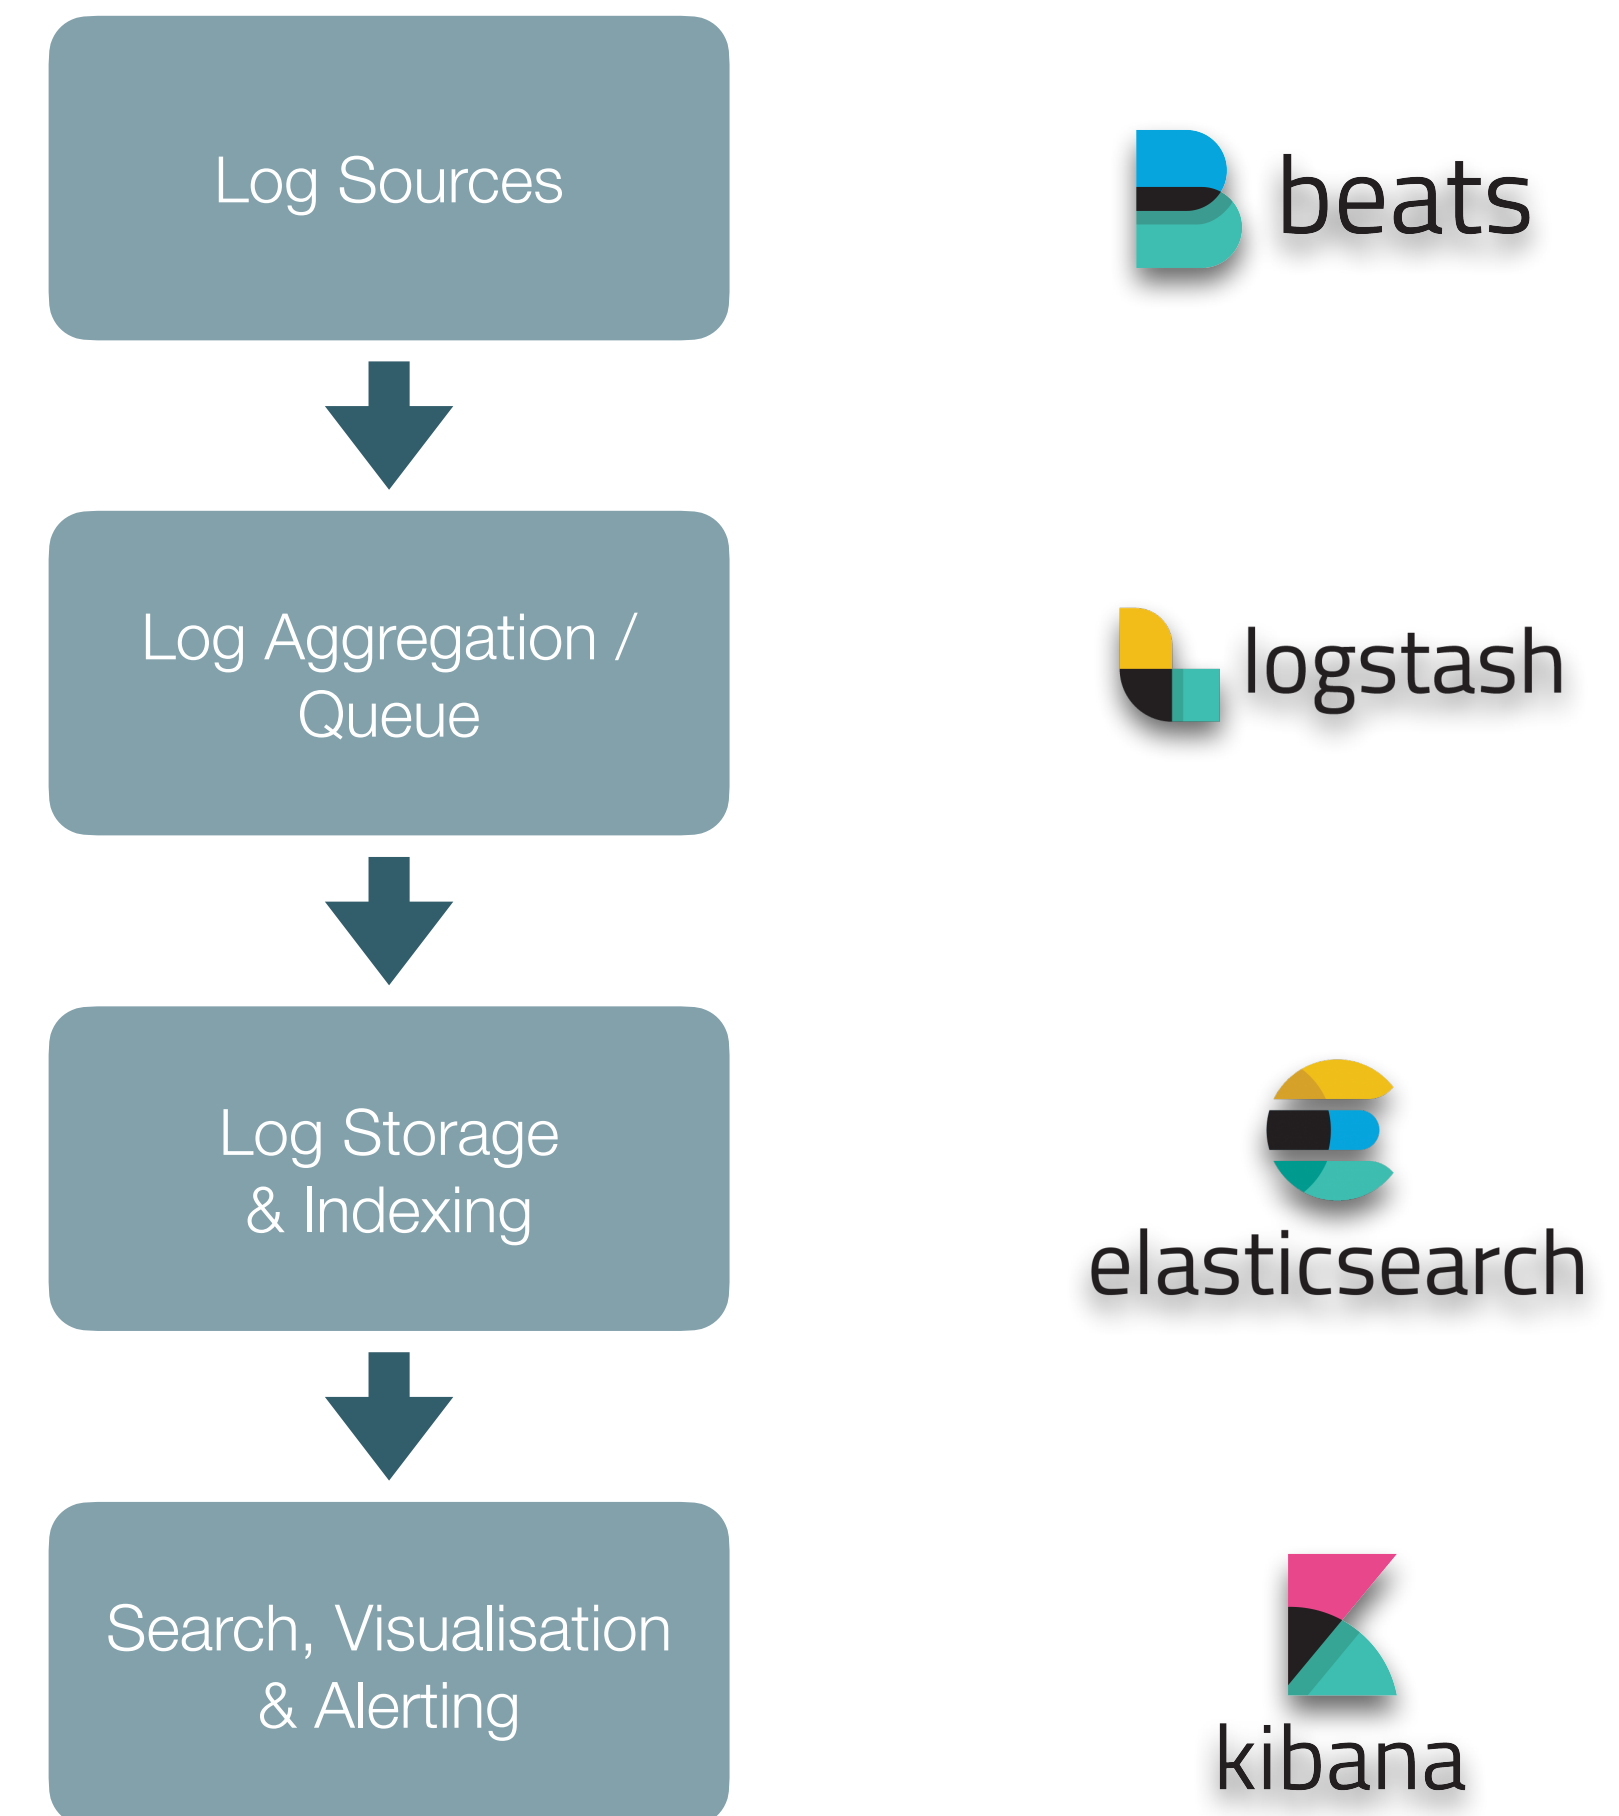 Log Sources
beats
Log Aggregation /
Queue
logstash
Log Storage
& Indexing
elasticsearch
Search, Visualisation
& Alerting
kibana